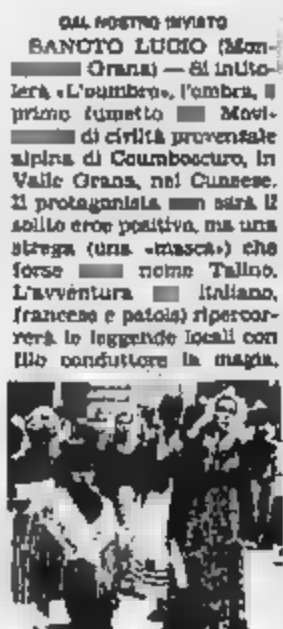 DAL NOSTRO INVIATO
SANCTO LUCIO (Mon-
Grana) — Si intito-
lerà «L'oumbro», l'ombra, il
primo fumetto Movi-
di civiltà provenzale
alpina di Coumboscuro, in
Valle Grana, nel Cuneese.
Il protagonista sarà il
solito eroe positivo, ma una
strega (una «masca») che
forse nome Talino.
L'avventura italiano,
francese e patois) ripercor-
rerà le leggende locali con
filo conduttore la magia.